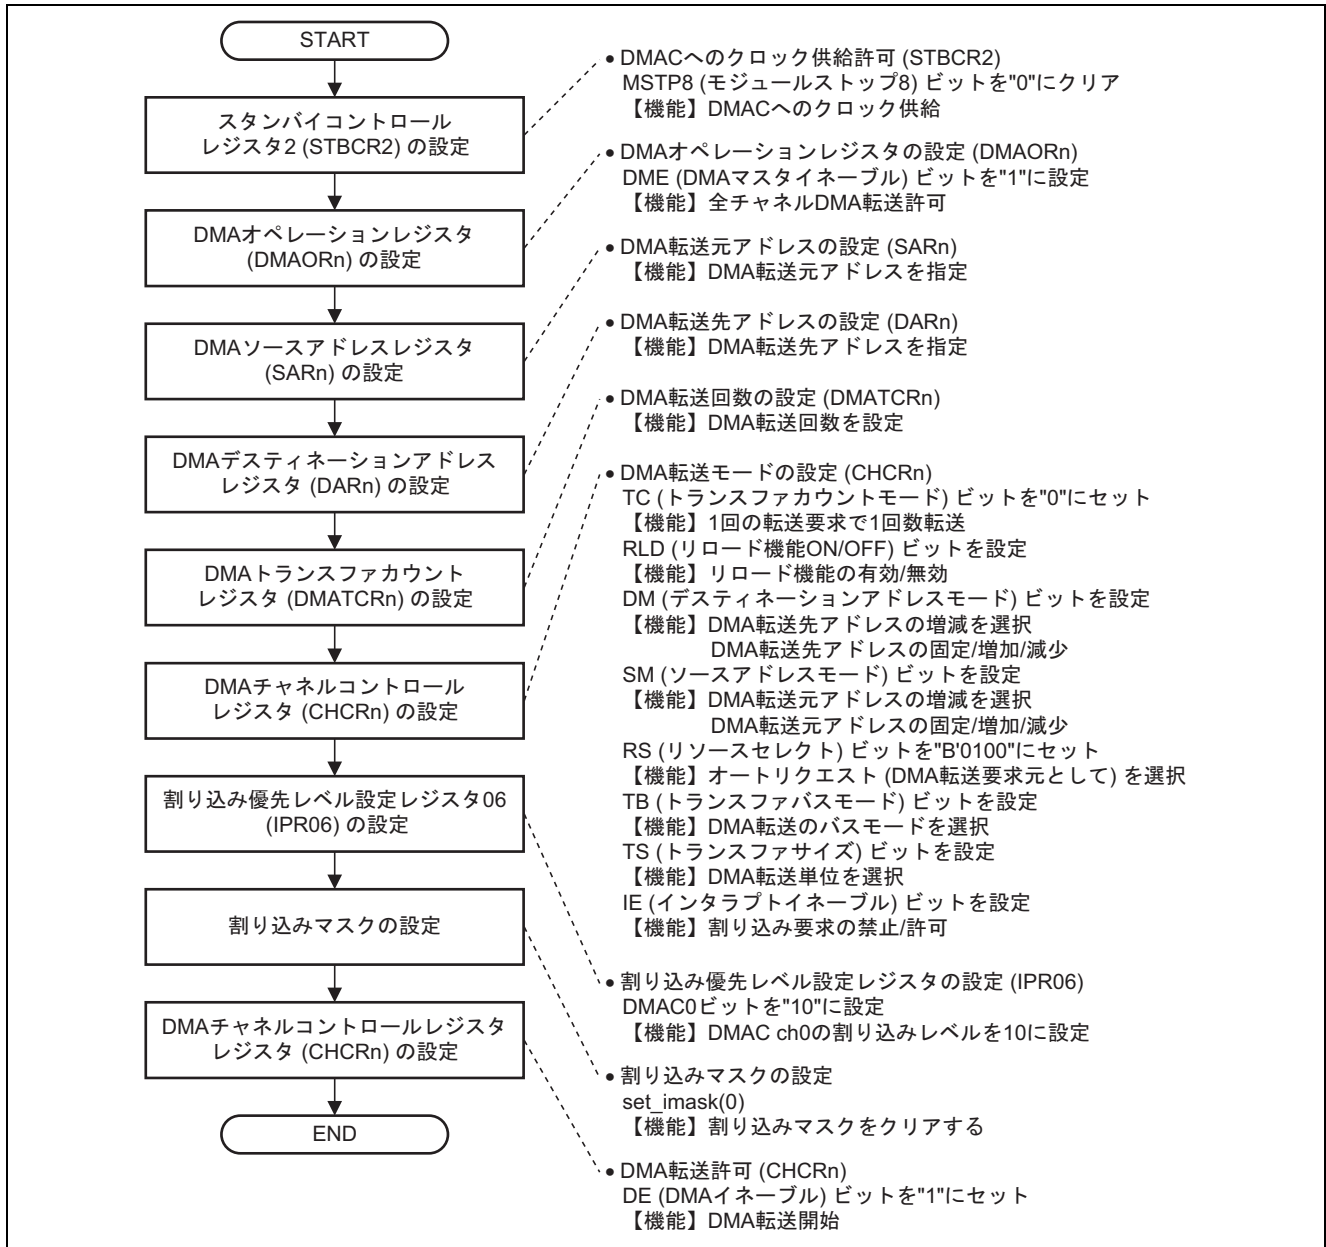 START
スタンバイコントロール
レジスタ2 (STBCR2) の設定
DMAオペレーションレジスタ
(DMAORn) の設定
DMAソースアドレスレジスタ
(SARn) の設定
DMAデスティネーションアドレス
レジスタ (DARn) の設定
DMAトランスファカウント
レジスタ (DMATCRn) の設定
DMAチャネルコントロール
レジスタ (CHCRn) の設定
割り込み優先レベル設定レジスタ06
(IPR06) の設定
割り込みマスクの設定
DMAチャネルコントロールレジスタ
レジスタ (CHCRn) の設定
END
● DMACへのクロック供給許可 (STBCR2)
MSTP8 (モジュールストップ8) ビットを"0"にクリア
【機能】DMACへのクロック供給
● DMAオペレーションレジスタの設定 (DMAORn)
DME (DMAマスタイネーブル) ビットを"1"に設定
【機能】全チャネルDMA転送許可
● DMA転送元アドレスの設定 (SARn)
【機能】DMA転送元アドレスを指定
● DMA転送先アドレスの設定 (DARn)
【機能】DMA転送先アドレスを指定
● DMA転送回数の設定 (DMATCRn)
【機能】DMA転送回数を設定
● DMA転送モードの設定 (CHCRn)
TC (トランスファカウントモード) ビットを"0"にセット
【機能】1回の転送要求で1回数転送
RLD (リロード機能ON/OFF) ビットを設定
【機能】リロード機能の有効/無効
DM (デスティネーションアドレスモード) ビットを設定
【機能】DMA転送先アドレスの増減を選択
DMA転送先アドレスの固定/増加/減少
SM (ソースアドレスモード) ビットを設定
【機能】DMA転送元アドレスの増減を選択
DMA転送元アドレスの固定/増加/減少
RS (リソースセレクト) ビットを"B'0100"にセット
【機能】オートリクエスト (DMA転送要求元として) を選択
TB (トランスファバスモード) ビットを設定
【機能】DMA転送のバスモードを選択
TS (トランスファサイズ) ビットを設定
【機能】DMA転送単位を選択
IE (インタラプトイネーブル) ビットを設定
【機能】割り込み要求の禁止/許可
● 割り込み優先レベル設定レジスタの設定 (IPR06)
DMAC0ビットを"10"に設定
【機能】DMAC ch0の割り込みレベルを10に設定
● 割り込みマスクの設定
set_imask(0)
【機能】割り込みマスクをクリアする
● DMA転送許可 (CHCRn)
DE (DMAイネーブル) ビットを"1"にセット
【機能】DMA転送開始